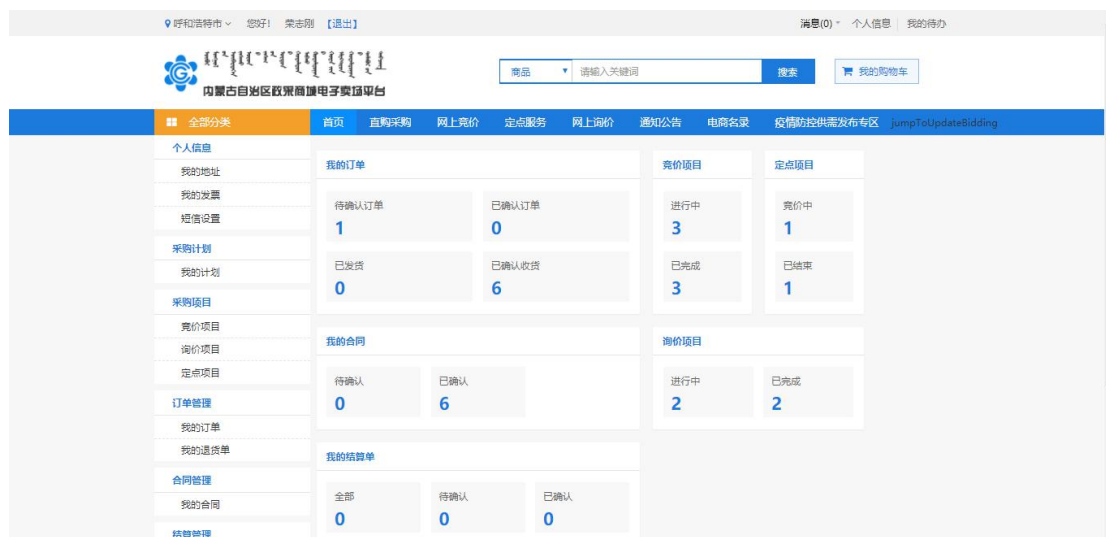 呼和浩特市 您好! 荣志刚 【退出】 消息(0) 个人信息 我的待办
商品 请输入关键词 搜索 我的购物车
内蒙古自治区政采商城电子卖场平台
全部分类 首页 直购采购 网上竞价 定点服务 网上询价 通知公告 电商名录 疫情防控供需发布专区 jumpToUpdateBidding
个人信息
我的地址
我的发票
短信设置
采购计划
我的计划
采购项目
竞价项目
询价项目
定点项目
订单管理
我的订单
我的退货单
合同管理
我的合同
结算管理
我的订单
待确认订单 已确认订单
1 0
已发货 已确认收货
0 6
竞价项目
进行中
3
已完成
3
定点项目
竞价中
1
已结束
1
我的合同
待确认 已确认
0 6
询价项目
进行中 已完成
2 2
我的结算单
全部 待确认 已确认
0 0 0